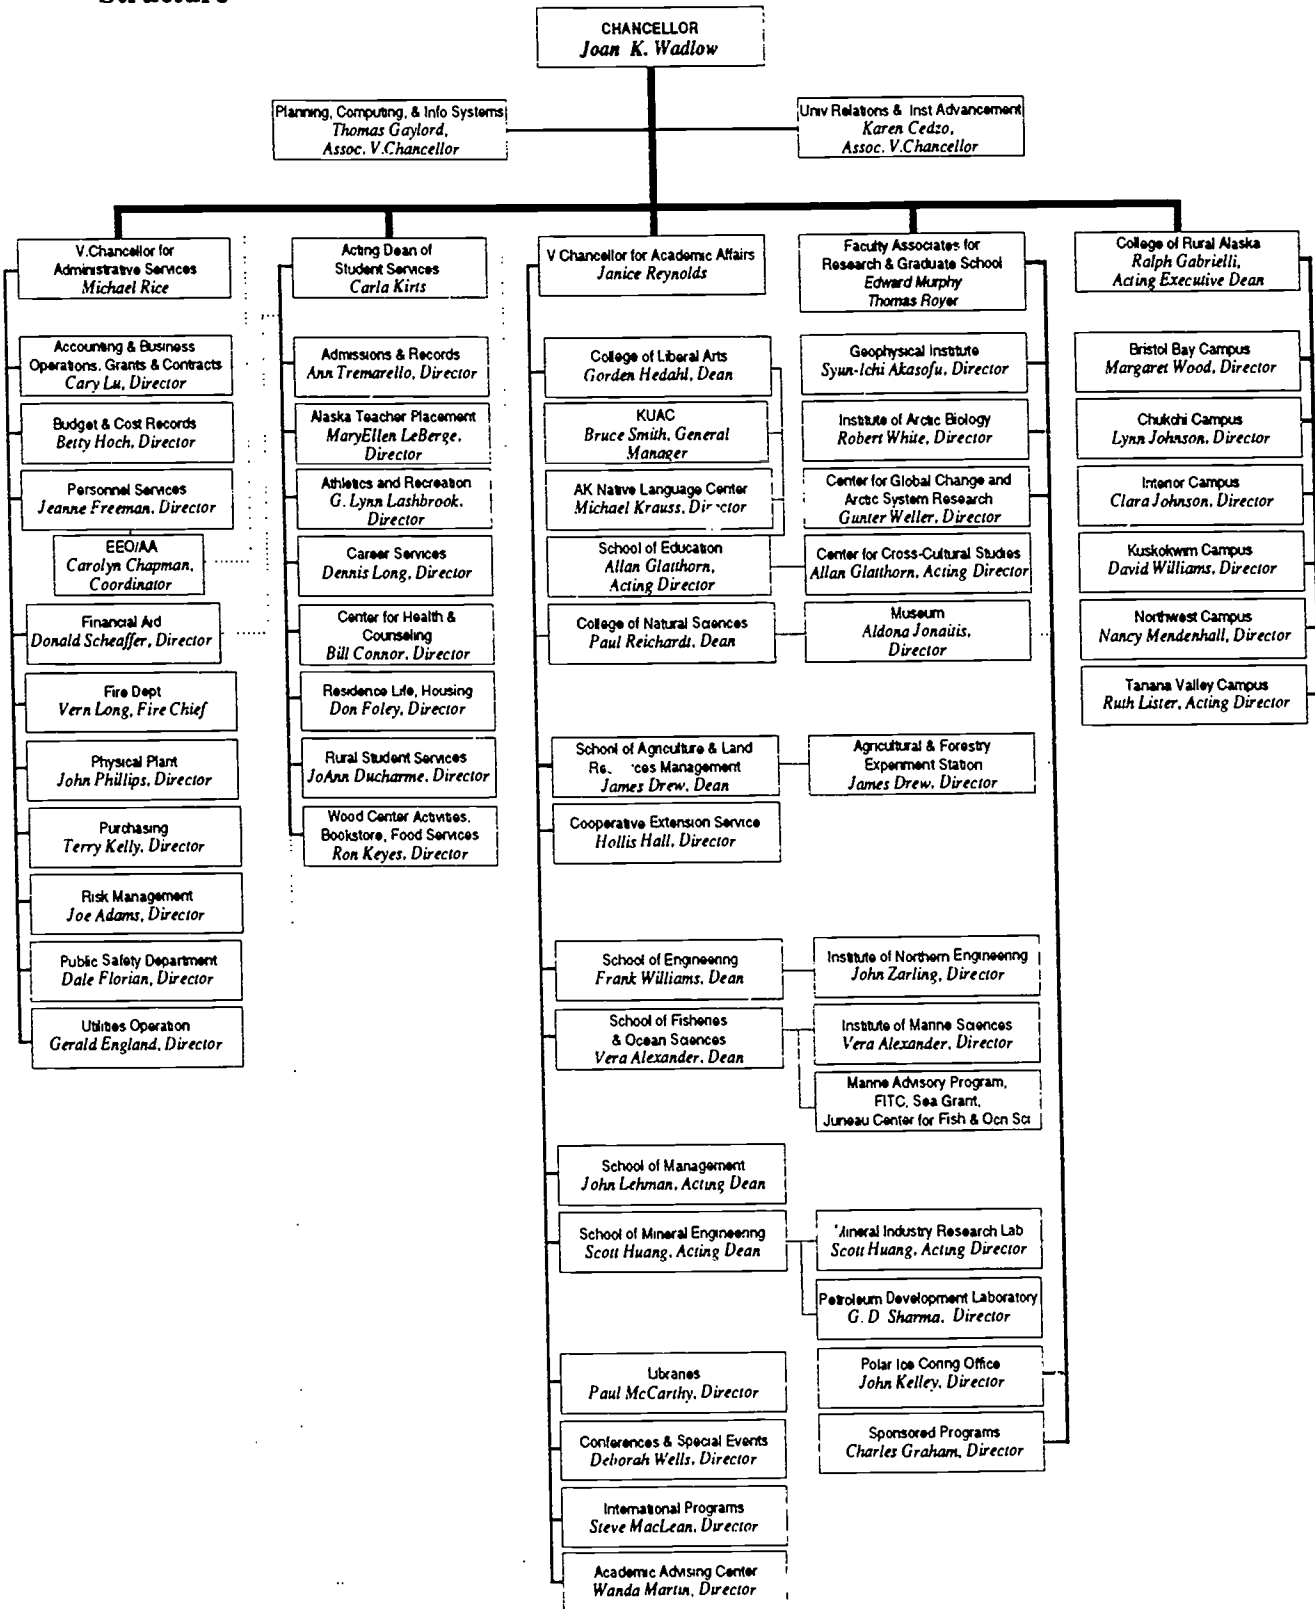 Structure
CHANCELLOR
Joan K. Wadlow
Planning, Computing, & Info Systems
Thomas Gaylord,
Assoc. V.Chancellor
Univ Relations & Inst Advancement
Karen Cedzo,
Assoc. V.Chancellor
V.Chancellor for
Administrative Services
Michael Rice
Accounting & Business
Operations, Grants & Contracts
Cary Lu, Director
Budget & Cost Records
Betty Hoch, Director
Personnel Services
Jeanne Freeman, Director
EEO/AA
Carolyn Chapman,
Coordinator
Financial Aid
Donald Scheaffer, Director
Fire Dept
Vern Long, Fire Chief
Physical Plant
John Phillips, Director
Purchasing
Terry Kelly, Director
Risk Management
Joe Adams, Director
Public Safety Department
Dale Florian, Director
Utilities Operation
Gerald England, Director
Acting Dean of
Student Services
Carla Kirts
Admissions & Records
Ann Tremarello, Director
Alaska Teacher Placement
MaryEllen LeBerge,
Director
Athletics and Recreation
G. Lynn Lashbrook,
Director
Career Services
Dennis Long, Director
Center for Health &
Counseling
Bill Connor, Director
Residence Life, Housing
Don Foley, Director
Rural Student Services
JoAnn Ducharme, Director
Wood Center Activities,
Bookstore, Food Services
Ron Keyes, Director
V Chancellor for Academic Affairs
Janice Reynolds
College of Liberal Arts
Gorden Hedahl, Dean
KUAC
Bruce Smith, General
Manager
AK Native Language Center
Michael Krauss, Director
School of Education
Allan Glatthorn,
Acting Director
College of Natural Sciences
Paul Reichardt, Dean
School of Agriculture & Land
Management
James Drew, Dean
Cooperative Extension Service
Hollis Hall, Director
School of Engineering
Frank Williams, Dean
School of Fisheries
& Ocean Sciences
Vera Alexander, Dean
School of Management
John Lehman, Acting Dean
School of Mineral Engineering
Scott Huang, Acting Dean
Libraries
Paul McCarthy, Director
Conferences & Special Events
Deborah Wells, Director
International Programs
Steve MacLean, Director
Academic Advising Center
Wanda Martin, Director
Faculty Associates for
Research & Graduate School
Edward Murphy
Thomas Royer
Geophysical Institute
Syun-Ichi Akasofu, Director
Institute of Arctic Biology
Robert White, Director
Center for Global Change and
Arctic System Research
Gunter Weller, Director
Center for Cross-Cultural Studies
Allan Glatthorn, Acting Director
Museum
Aldona Jonaitis,
Director
Agricultural & Forestry
Experiment Station
James Drew, Director
Institute of Northern Engineering
John Zarling, Director
Institute of Marine Sciences
Vera Alexander, Director
Marine Advisory Program,
FITC, Sea Grant,
Juneau Center for Fish & Ocn Sci
Mineral Industry Research Lab
Scott Huang, Acting Director
Petroleum Development Laboratory
G. D Sharma, Director
Polar Ice Coring Office
John Kelley, Director
Sponsored Programs
Charles Graham, Director
College of Rural Alaska
Ralph Gabrielli,
Acting Executive Dean
Bristol Bay Campus
Margaret Wood, Director
Chukchi Campus
Lynn Johnson, Director
Interior Campus
Clara Johnson, Director
Kuskokwim Campus
David Williams, Director
Northwest Campus
Nancy Mendenhall, Director
Tanana Valley Campus
Ruth Lister, Acting Director